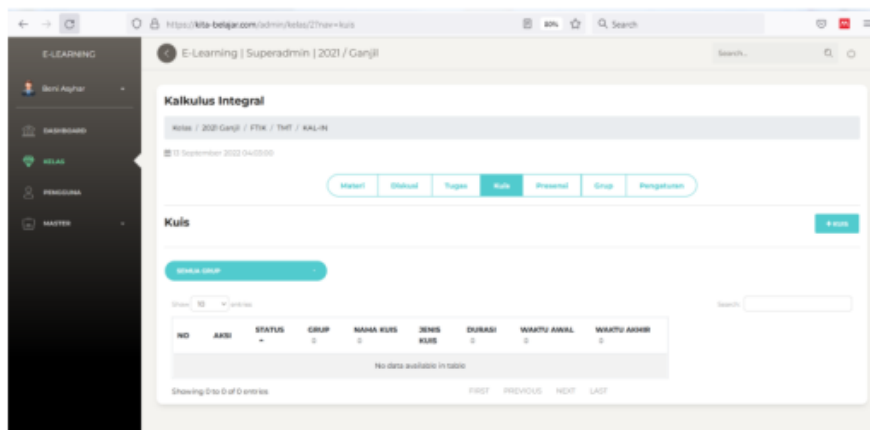 https://kita-belajar.com/admin/kelas/2?nav=kuis
80%
Search
E-LEARNING
E-Learning | Superadmin | 2021 / Ganjil
Search...
Beni Asyhar
Kalkulus Integral
Kelas / 2021 Ganjil / FTIK / TMT / KAL-IN
DASHBOARD
13 September 2022 04:03:00
KELAS
Materi Diskusi Tugas Kuis Presensi Grup Pengaturan
PENGGUNA
MASTER
Kuis
+ KUIS
SEMUA GRUP
Show 10 entries
Search:
NO AKSI STATUS GRUP NAMA KUIS JENIS KUIS DURASI WAKTU AWAL WAKTU AKHIR
No data available in table
Showing 0 to 0 of 0 entries
FIRST PREVIOUS NEXT LAST